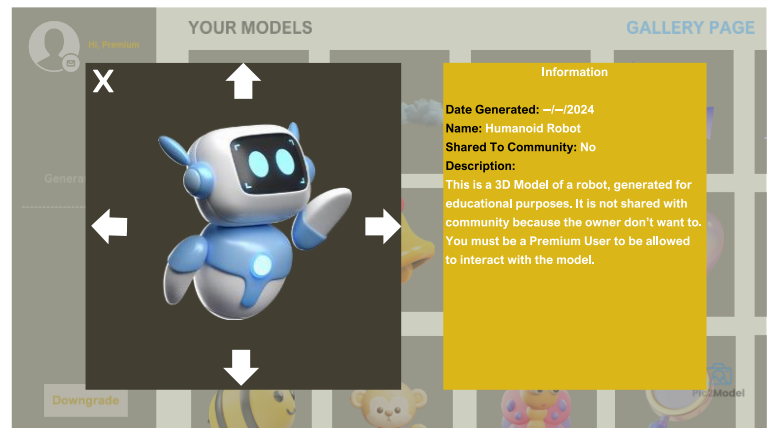 YOUR MODELS
GALLERY PAGE
Hi, Premium
X
Information
Date Generated: --/--/2024
Name: Humanoid Robot
Shared To Community: No
Description:
This is a 3D Model of a robot, generated for
educational purposes. It is not shared with
community because the owner don't want to.
You must be a Premium User to be allowed
to interact with the model.
Downgrade
Pic2Model